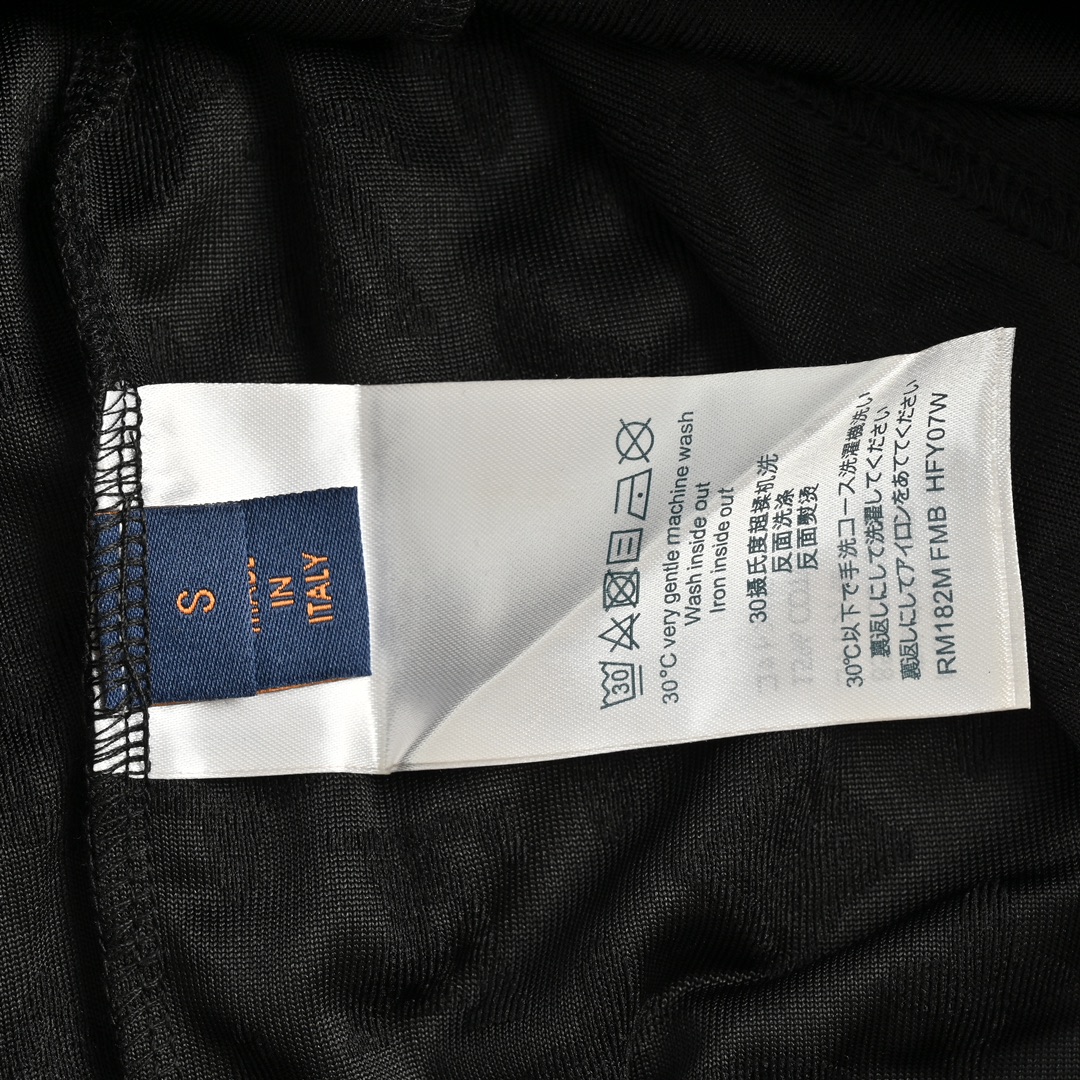 S
MADE
IN
ITALY
30
30°C very gentle machine wash
Wash inside out
Iron inside out
30摄氏度超揉机洗
反面洗涤
反面熨烫
30℃以下で手洗コース洗濯機洗い
裏返しにして洗濯してください
裏返しにしてアイロンをあててください
RM182M FMB HFY07W